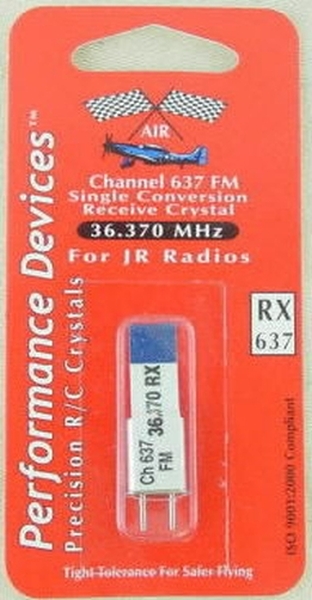 AIR
Channel 637 FM
Single Conversion
Receive Crystal
36.370 MHz
For JR Radios
Performance Devices™
Precision R/C Crystals
RX
637
Ch 637 36.370 RX
FM
ISO 9001:2000 Compliant
Tight Tolerance For Safer Flying